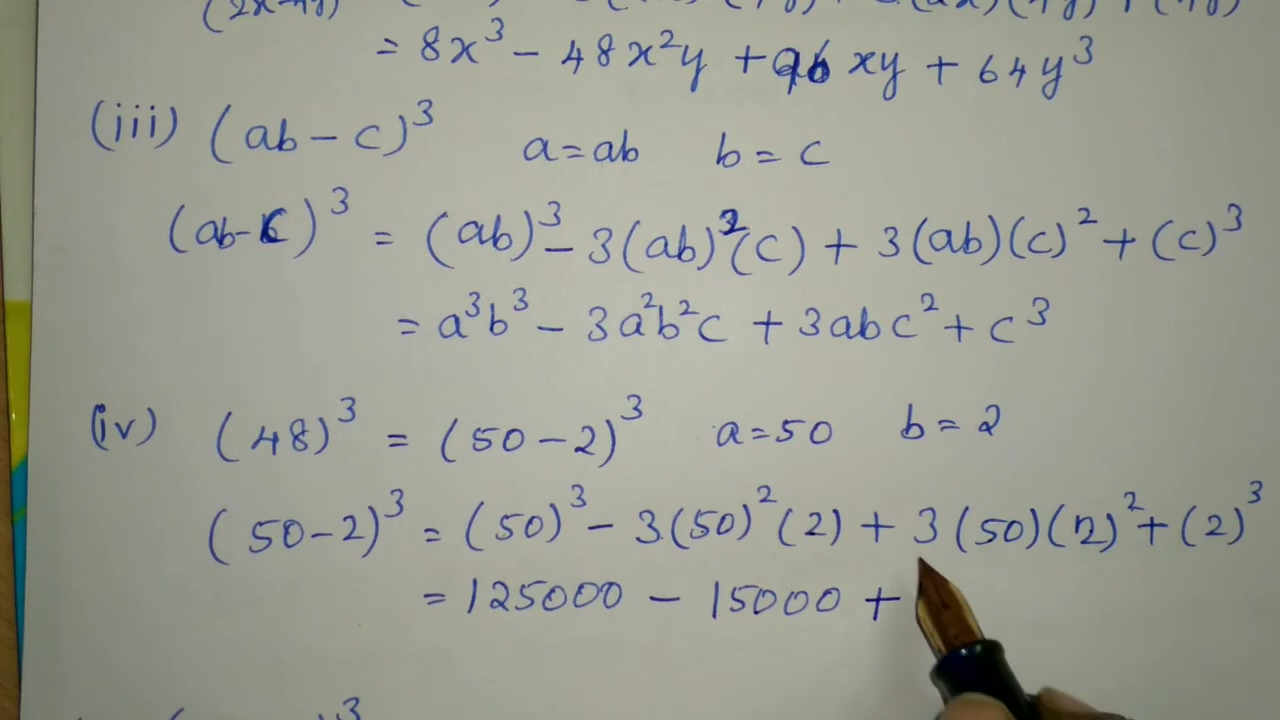 (2x-4y)
= 8x³ - 48x²y + 96xy + 64y³
(iii) (ab - c)³ a = ab b = c
(ab-c)³ = (ab)³ - 3(ab)²(c) + 3(ab)(c)² + (c)³
= a³b³ - 3a²b²c + 3abc² + c³
(iv) (48)³ = (50 - 2)³ a = 50 b = 2
(50-2)³ = (50)³ - 3(50)²(2) + 3(50)(2)² + (2)³
= 125000 - 15000 +